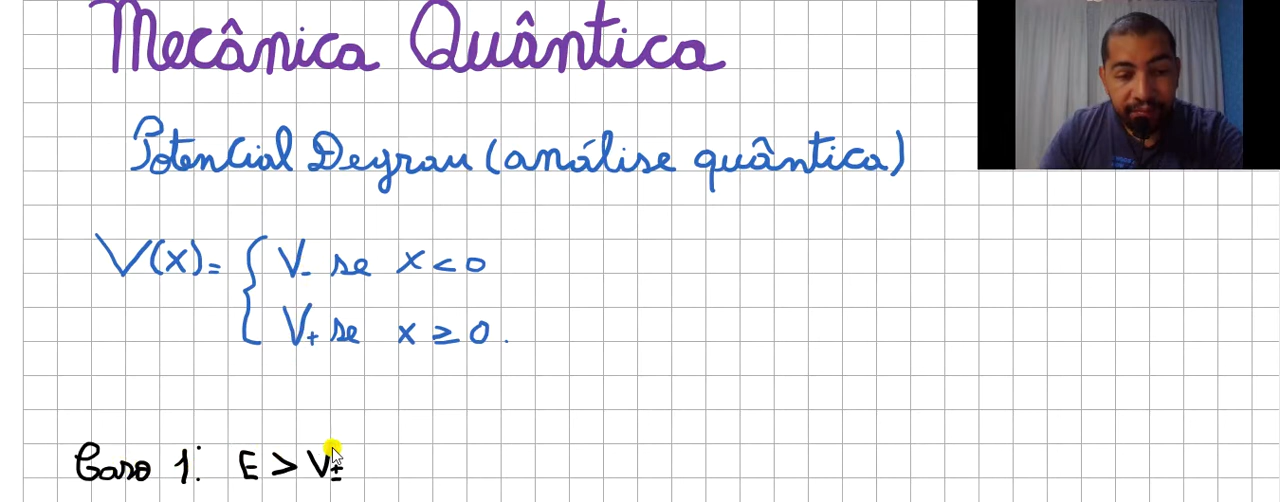 Mecânica Quântica
Potencial Degrau (análise quântica)
V(x) = { V- se x < 0
V+ se x ≥ 0.
Caso 1: E > V±